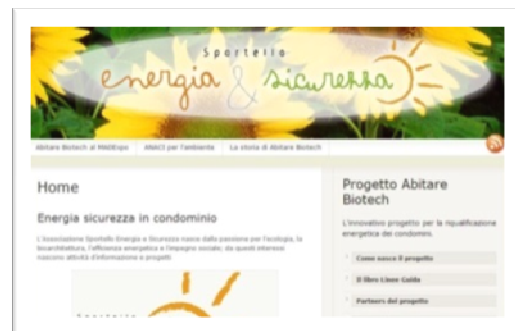 Sportello
energia & sicurezza
Abitare Biotech al MADExpo
ANACI per l'ambiente
La storia di Abitare Biotech
Home
Energia sicurezza in condominio
L'associazione Sportello Energia e Sicurezza nasce dalla passione per l'ecologia, la
bioarchitettura, l'efficienza energetica e l'impegno sociale; da questi interessi
nascono attività d'informazione e progetti
Sportello
Progetto Abitare
Biotech
L'innovativo progetto per la riqualificazione
energetica dei condomini.
Come nasce il progetto
Il libro Linee Guida
Partners del progetto